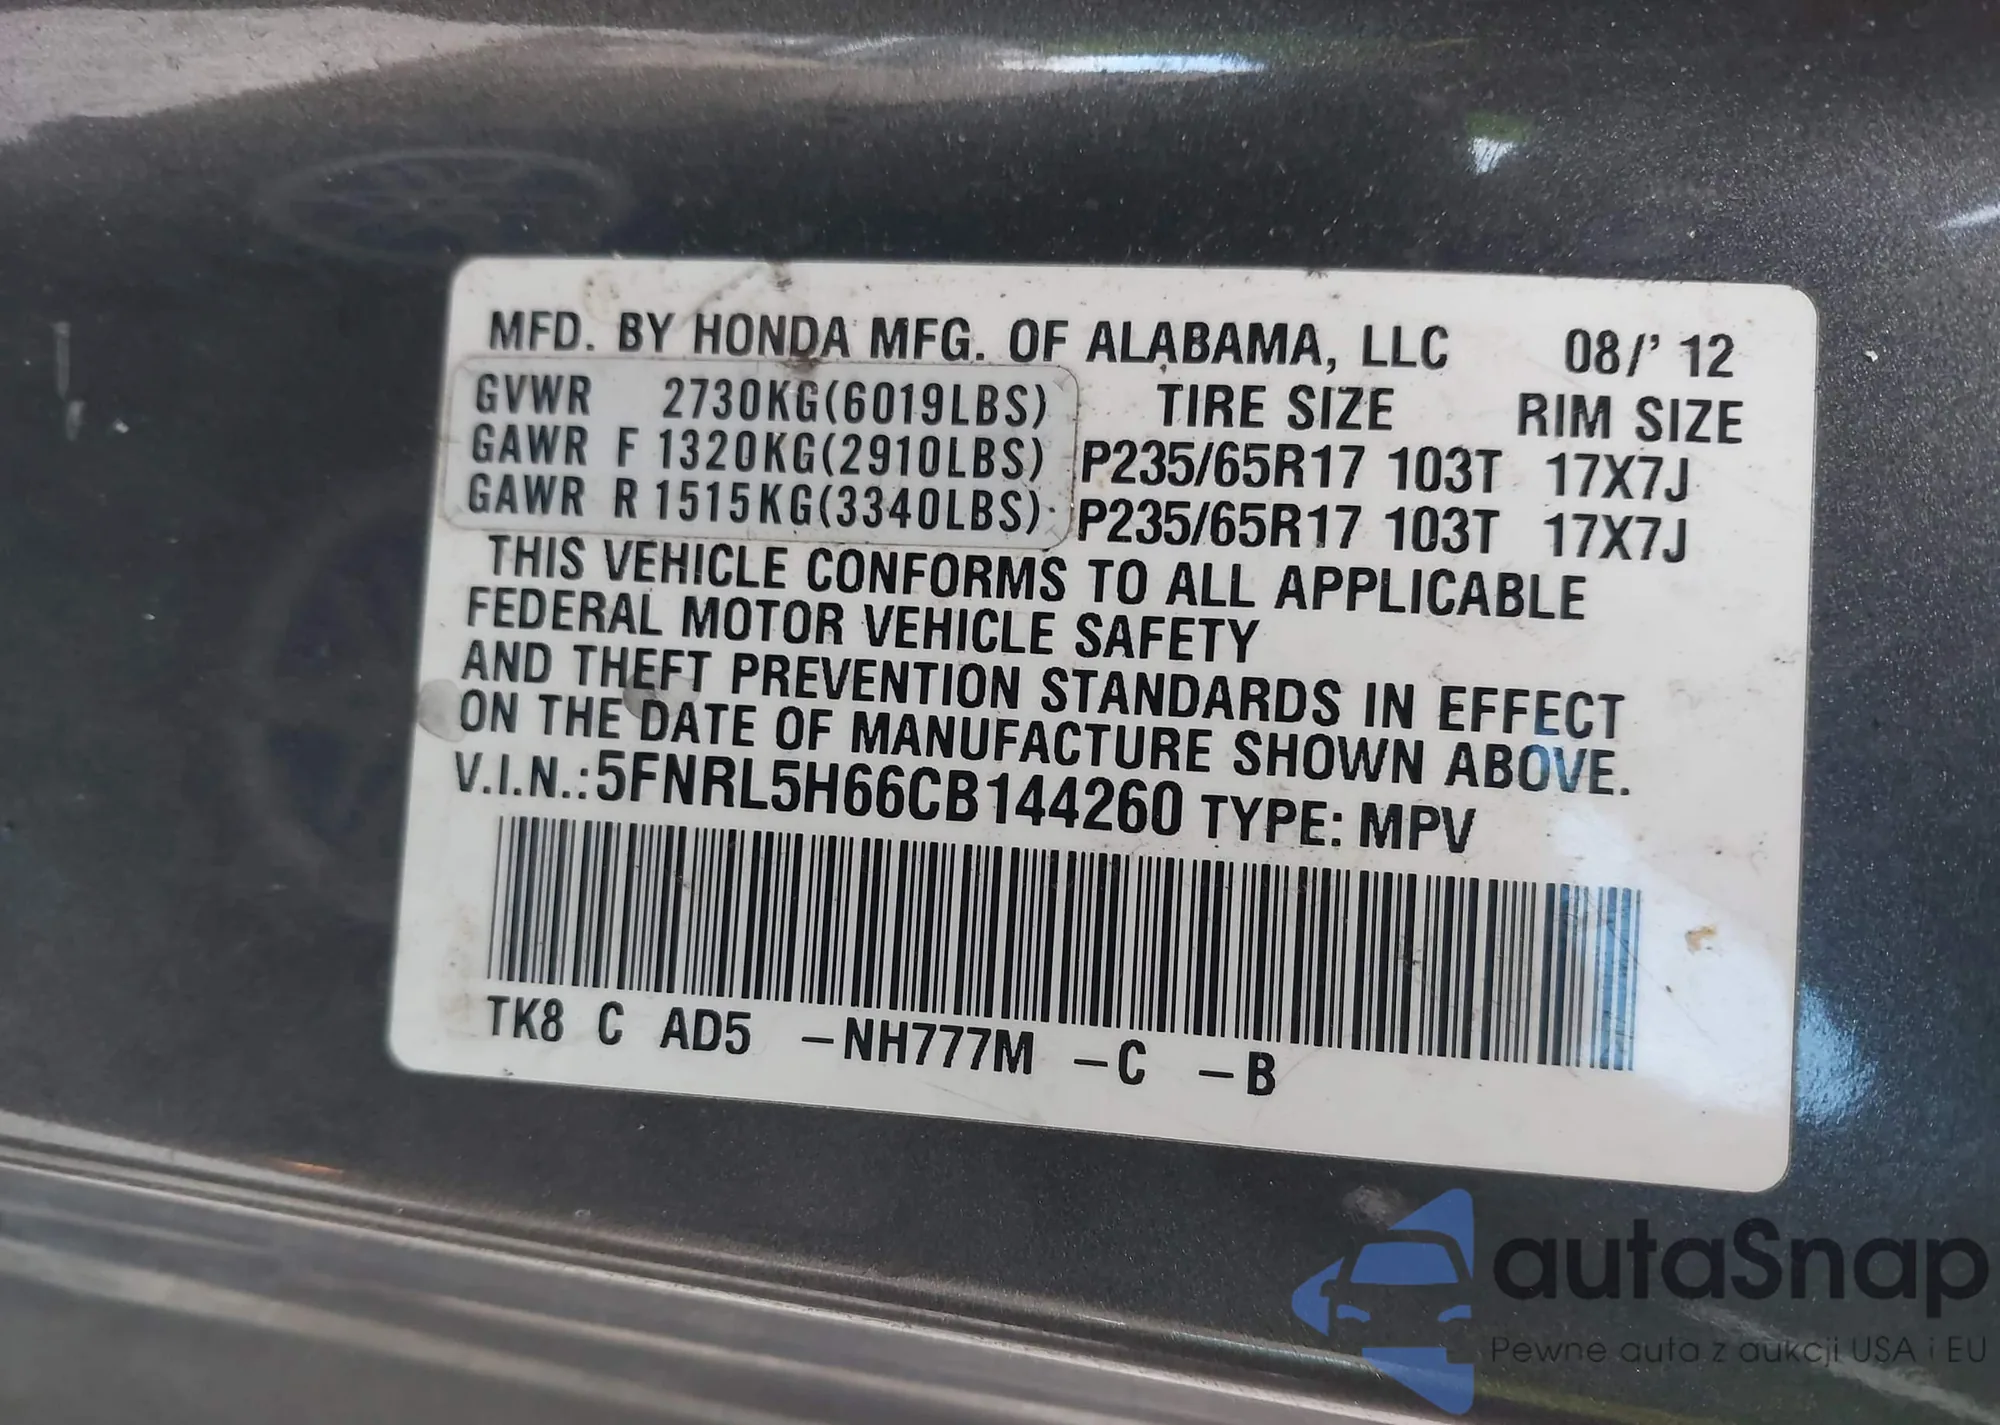 MFD. BY HONDA MFG. OF ALABAMA, LLC 08/' 12
GVWR 2730KG(6019LBS) TIRE SIZE RIM SIZE
GAWR F 1320KG(2910LBS) P235/65R17 103T 17X7J
GAWR R 1515KG(3340LBS) P235/65R17 103T 17X7J
THIS VEHICLE CONFORMS TO ALL APPLICABLE
FEDERAL MOTOR VEHICLE SAFETY
AND THEFT PREVENTION STANDARDS IN EFFECT
ON THE DATE OF MANUFACTURE SHOWN ABOVE.
V.I.N.:5FNRL5H66CB144260 TYPE: MPV
TK8 C AD5 –NH777M –C –B
autaSnap
Pewne auta z aukcji USA i EU